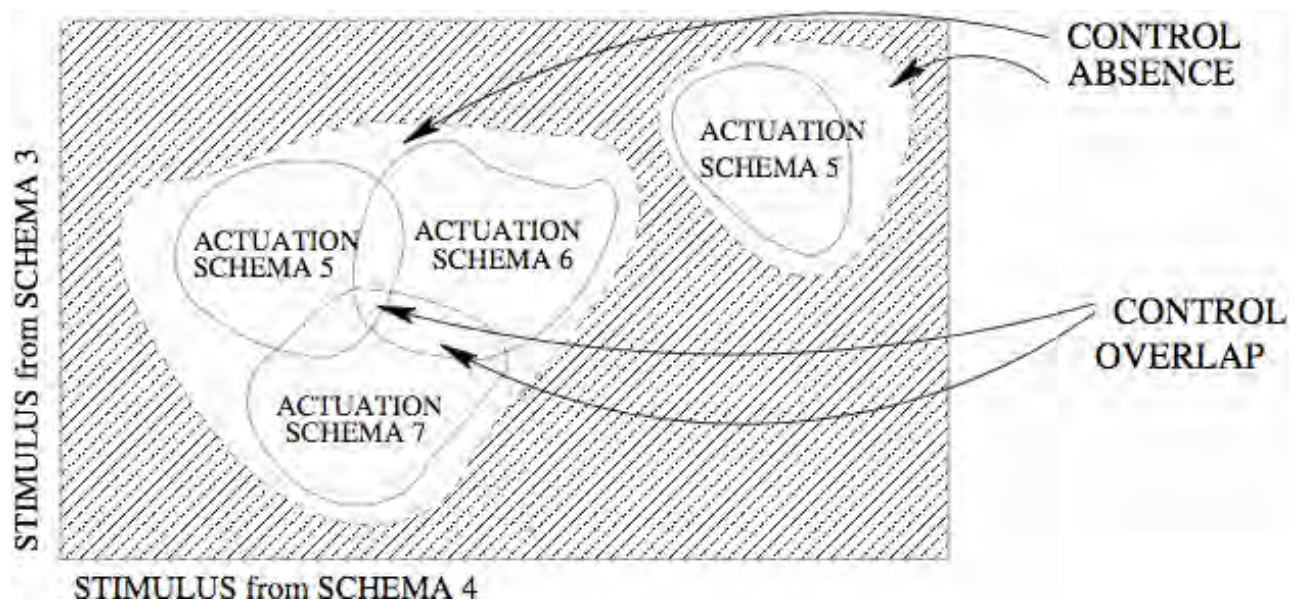 CONTROL
ABSENCE
ACTUATION
SCHEMA 5
STIMULUS from SCHEMA 3
ACTUATION
SCHEMA 5
ACTUATION
SCHEMA 6
CONTROL
OVERLAP
ACTUATION
SCHEMA 7
STIMULUS from SCHEMA 4